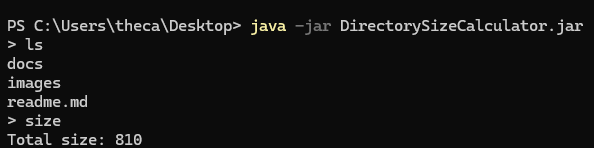 PS C:\Users\theca\Desktop> java -jar DirectorySizeCalculator.jar
> ls
docs
images
readme.md
> size
Total size: 810